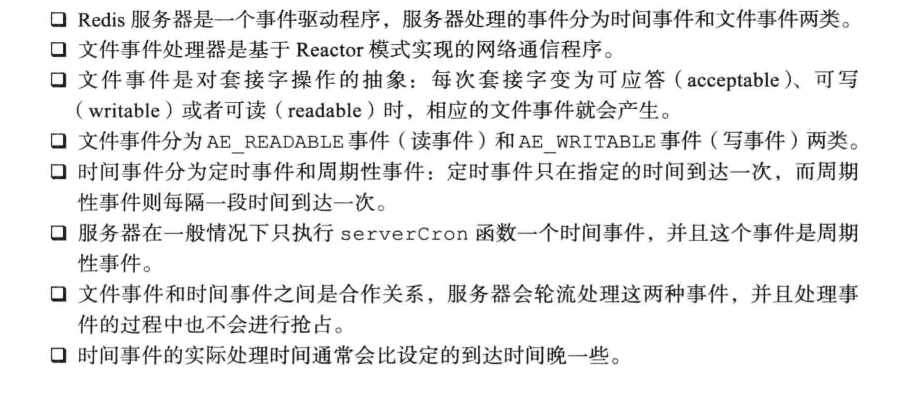 ❑ Redis 服务器是一个事件驱动程序，服务器处理的事件分为时间事件和文件事件两类。
❑ 文件事件处理器是基于 Reactor 模式实现的网络通信程序。
❑ 文件事件是对套接字操作的抽象：每次套接字变为可应答（acceptable）、可写
（writable）或者可读（readable）时，相应的文件事件就会产生。
❑ 文件事件分为 AE_READABLE 事件（读事件）和 AE_WRITABLE 事件（写事件）两类。
❑ 时间事件分为定时事件和周期性事件：定时事件只在指定的时间到达一次，而周期
性事件则每隔一段时间到达一次。
❑ 服务器在一般情况下只执行 serverCron 函数一个时间事件，并且这个事件是周期
性事件。
❑ 文件事件和时间事件之间是合作关系，服务器会轮流处理这两种事件，并且处理事
件的过程中也不会进行抢占。
❑ 时间事件的实际处理时间通常会比设定的到达时间晚一些。